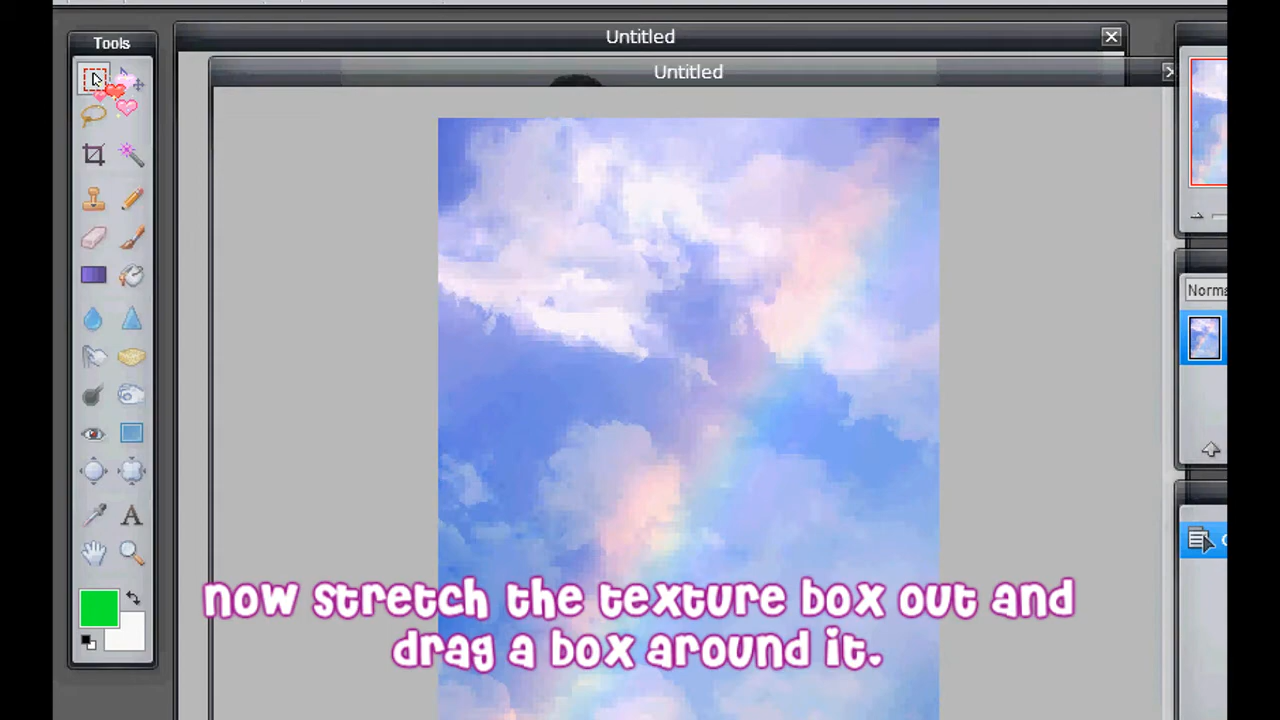 Tools
Untitled
Untitled
Norm
now stretch the texture box out and
drag a box around it.